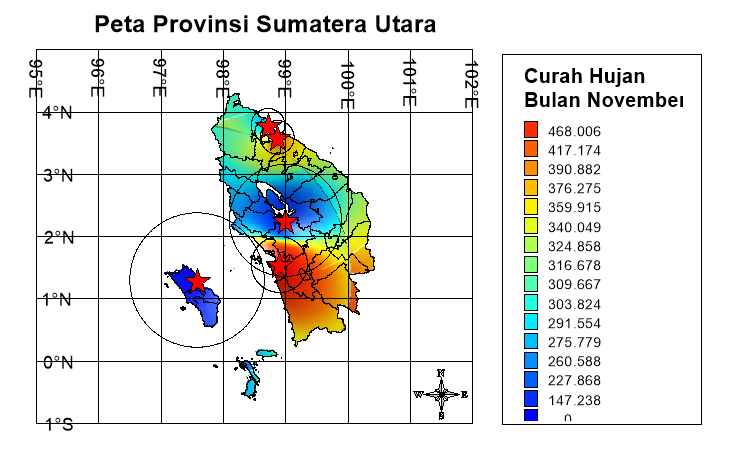 Peta Provinsi Sumatera Utara
95°E 96°E 97°E 98°E 99°E 100°E 101°E 102°E
4°N
3°N
2°N
1°N
0°N
1°S
N
W E
S
Curah Hujan
Bulan November
468.006
417.174
390.882
376.275
359.915
340.049
324.858
316.678
309.667
303.824
291.554
275.779
260.588
227.868
147.238
0